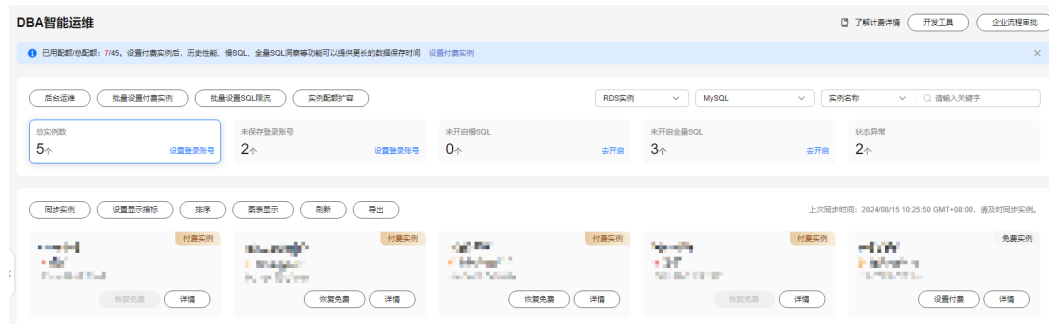 DBA智能运维
了解计费详情 开发工具 企业流程审批
已用配额/总配额：7/45。设置付费实例后，历史性能、慢SQL、全量SQL洞察等功能可以提供更长的数据保存时间 设置付费实例
后台运维 批量设置付费实例 批量设置SQL限流 实例配额扩容 RDS实例 MySQL 实例名称 请输入关键字
总实例数 未保存登录账号 未开启慢SQL 未开启全量SQL 状态异常
5个 设置登录账号 2个 设置登录账号 0个 去开启 3个 去开启 2个
同步实例 设置显示指标 排序 图表显示 刷新 导出 上次同步时间：2024/08/15 10:25:50 GMT+08:00，请及时同步实例。
付费实例 付费实例 付费实例 付费实例 免费实例
恢复免费 详情 恢复免费 详情 恢复免费 详情 恢复免费 详情 设置付费 详情